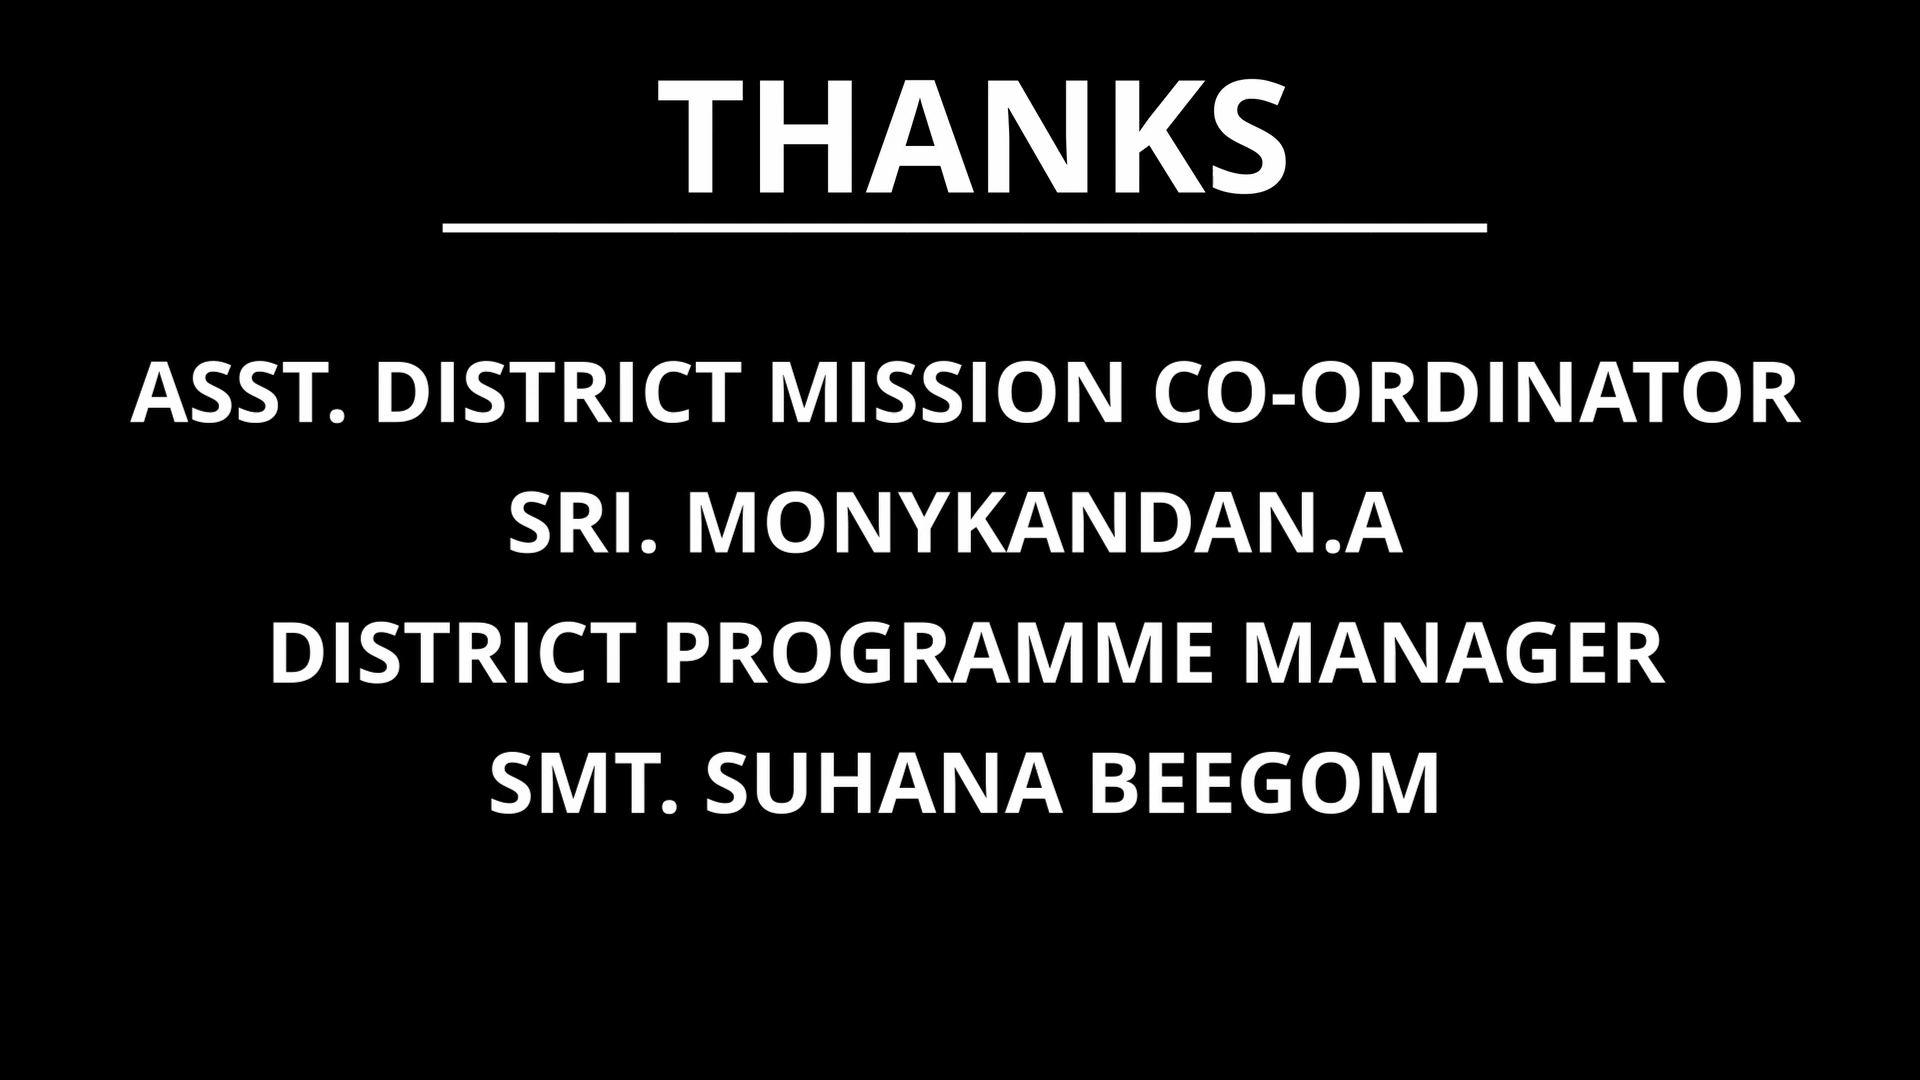 THANKS
ASST. DISTRICT MISSION CO-ORDINATOR
SRI. MONYKANDAN.A
DISTRICT PROGRAMME MANAGER
SMT. SUHANA BEEGOM